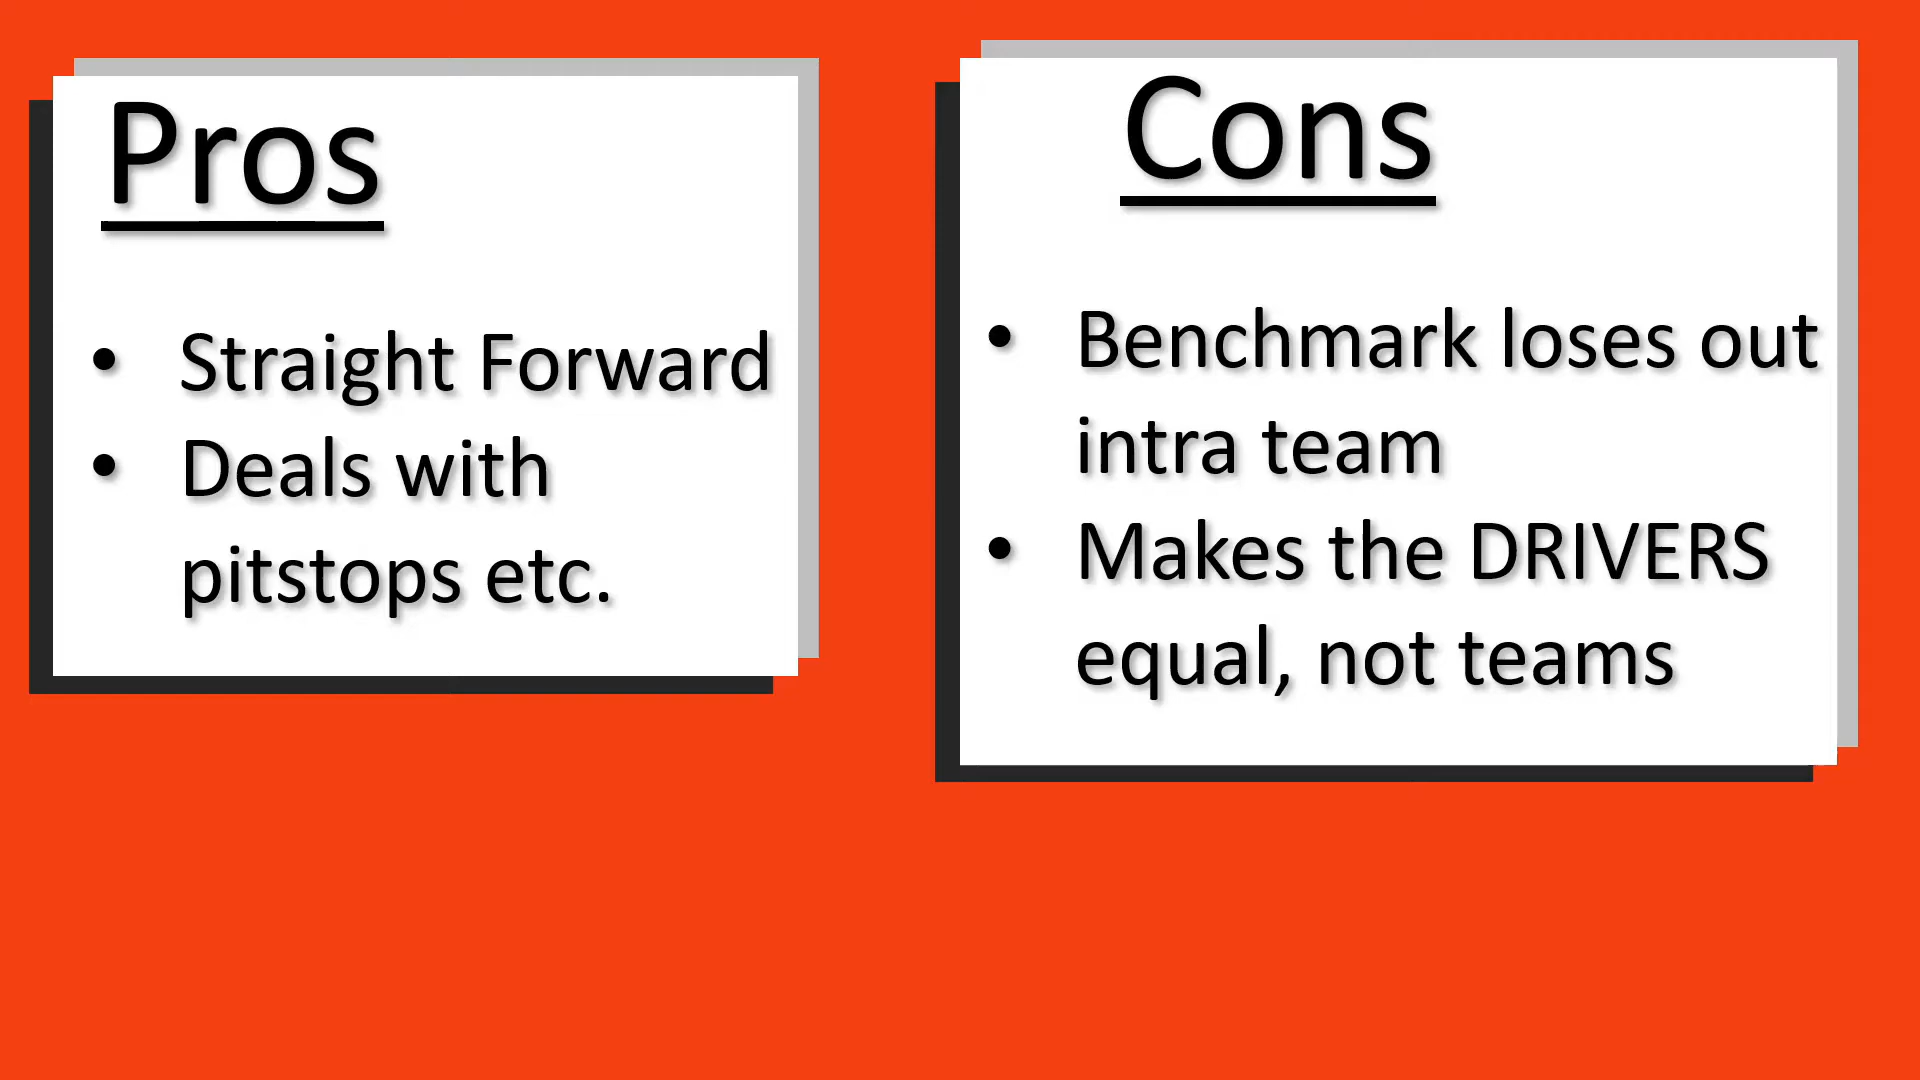 Pros
• Straight Forward
• Deals with
pitstops etc.
Cons
• Benchmark loses out
intra team
• Makes the DRIVERS
equal, not teams